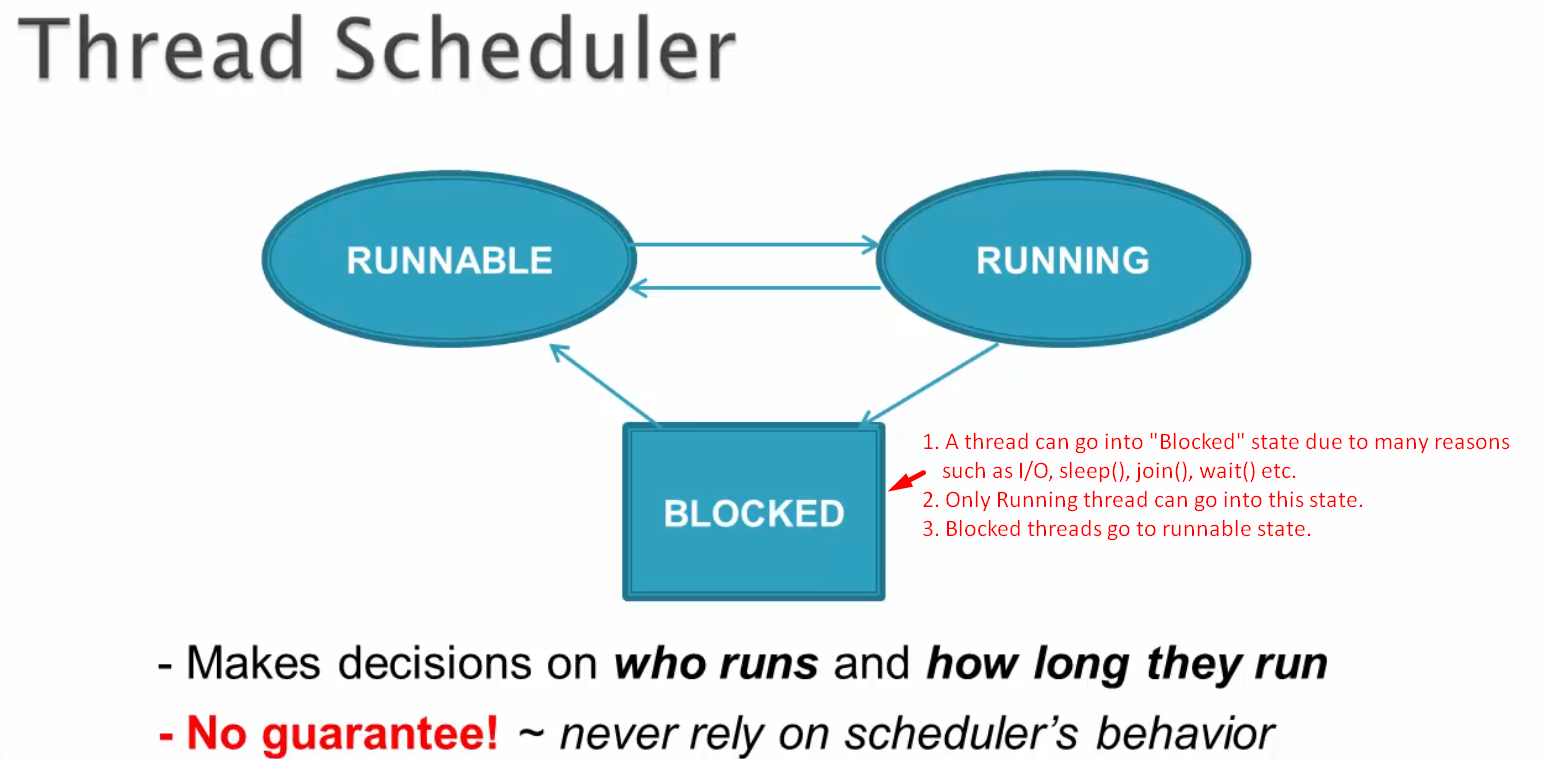 Thread Scheduler
RUNNABLE
RUNNING
BLOCKED
1. A thread can go into "Blocked" state due to many reasons
such as I/O, sleep(), join(), wait() etc.
2. Only Running thread can go into this state.
3. Blocked threads go to runnable state.
- Makes decisions on who runs and how long they run
- No guarantee! ~ never rely on scheduler’s behavior